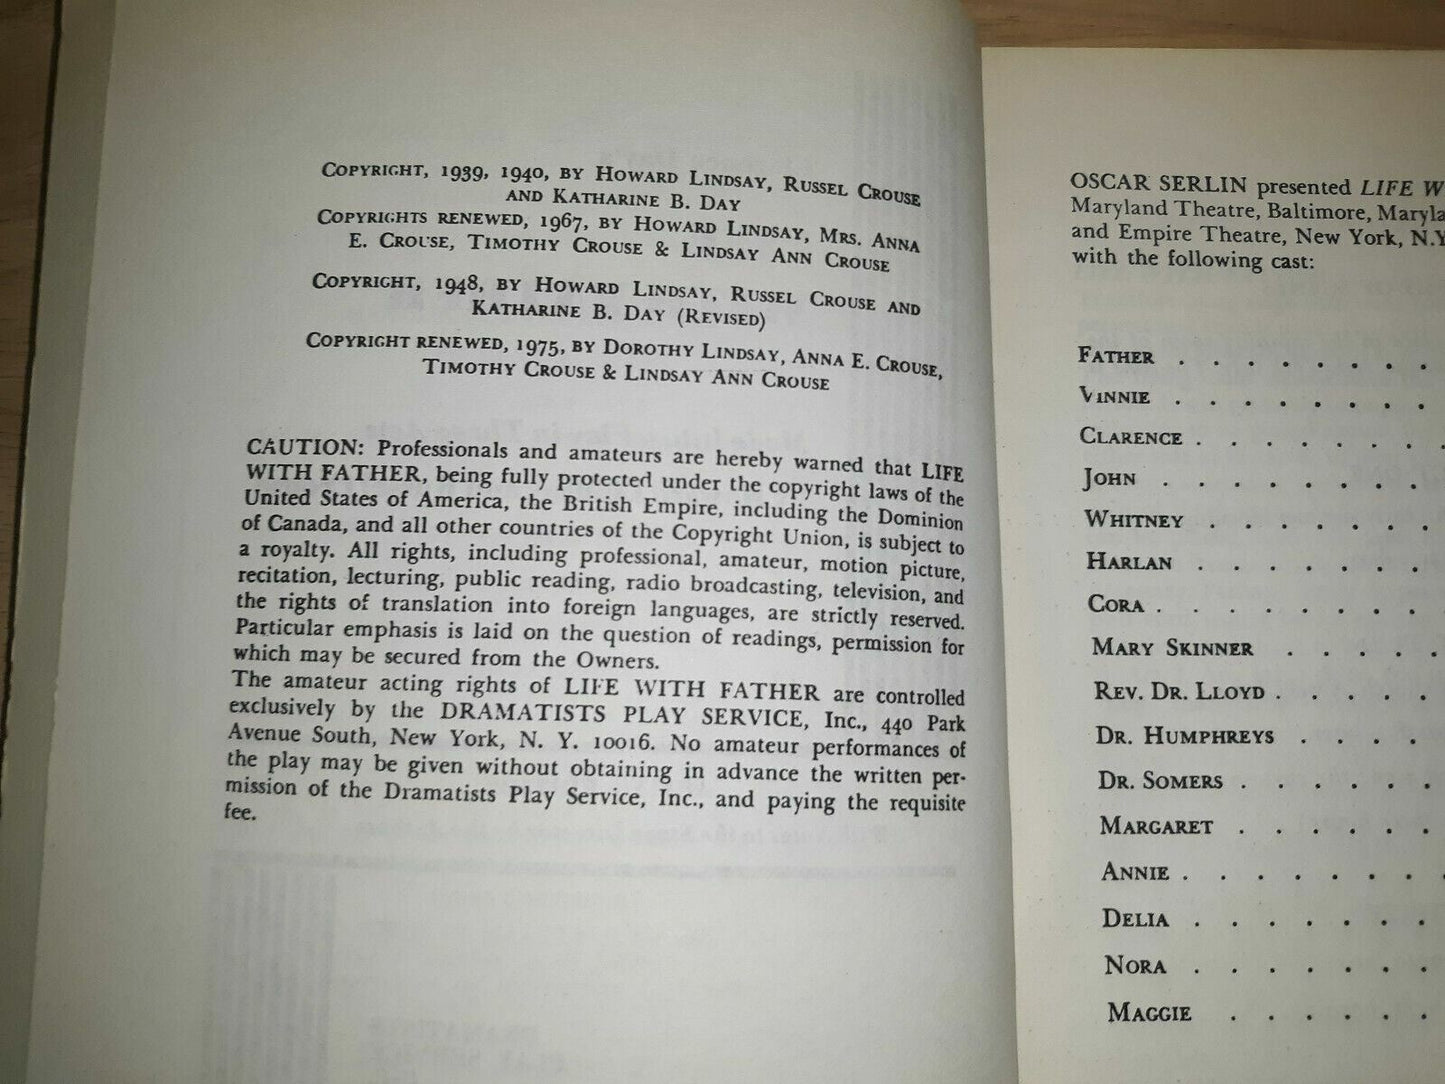 COPYRIGHT, 1939, 1940, BY HOWARD LINDSAY, RUSSEL CROUSE
AND KATHARINE B. DAY
COPYRIGHTS RENEWED, 1967, BY HOWARD LINDSAY, MRS. ANNA
E. CROUSE, TIMOTHY CROUSE & LINDSAY ANN CROUSE
COPYRIGHT, 1948, BY HOWARD LINDSAY, RUSSEL CROUSE AND
KATHARINE B. DAY (REVISED)
COPYRIGHT RENEWED, 1975, BY DOROTHY LINDSAY, ANNA E. CROUSE,
TIMOTHY CROUSE & LINDSAY ANN CROUSE
CAUTION: Professionals and amateurs are hereby warned that LIFE
WITH FATHER, being fully protected under the copyright laws of the
United States of America, the British Empire, including the Dominion
of Canada, and all other countries of the Copyright Union, is subject to
a royalty. All rights, including professional, amateur, motion picture,
recitation, lecturing, public reading, radio broadcasting, television, and
the rights of translation into foreign languages, are strictly reserved.
Particular emphasis is laid on the question of readings, permission for
which may be secured from the Owners.
The amateur acting rights of LIFE WITH FATHER are controlled
exclusively by the DRAMATISTS PLAY SERVICE, Inc., 440 Park
Avenue South, New York, N. Y. 10016. No amateur performances of
the play may be given without obtaining in advance the written per-
mission of the Dramatists Play Service, Inc., and paying the requisite
fee.
OSCAR SERLIN presented LIFE W
Maryland Theatre, Baltimore, Maryla
and Empire Theatre, New York, N.Y
with the following cast:
FATHER . . . . . . . .
VINNIE . . . . . . . .
CLARENCE . . . . . . . .
JOHN . . . . . . . .
WHITNEY . . . . . . .
HARLAN . . . . . . .
CORA . . . . . . . .
MARY SKINNER . . . . .
REV. DR. LLOYD . . . . .
DR. HUMPHREYS . . . .
DR. SOMERS . . . . . .
MARGARET . . . . . .
ANNIE . . . . . . . .
DELIA . . . . . . .
NORA . . . . . . .
MAGGIE . . . . . .